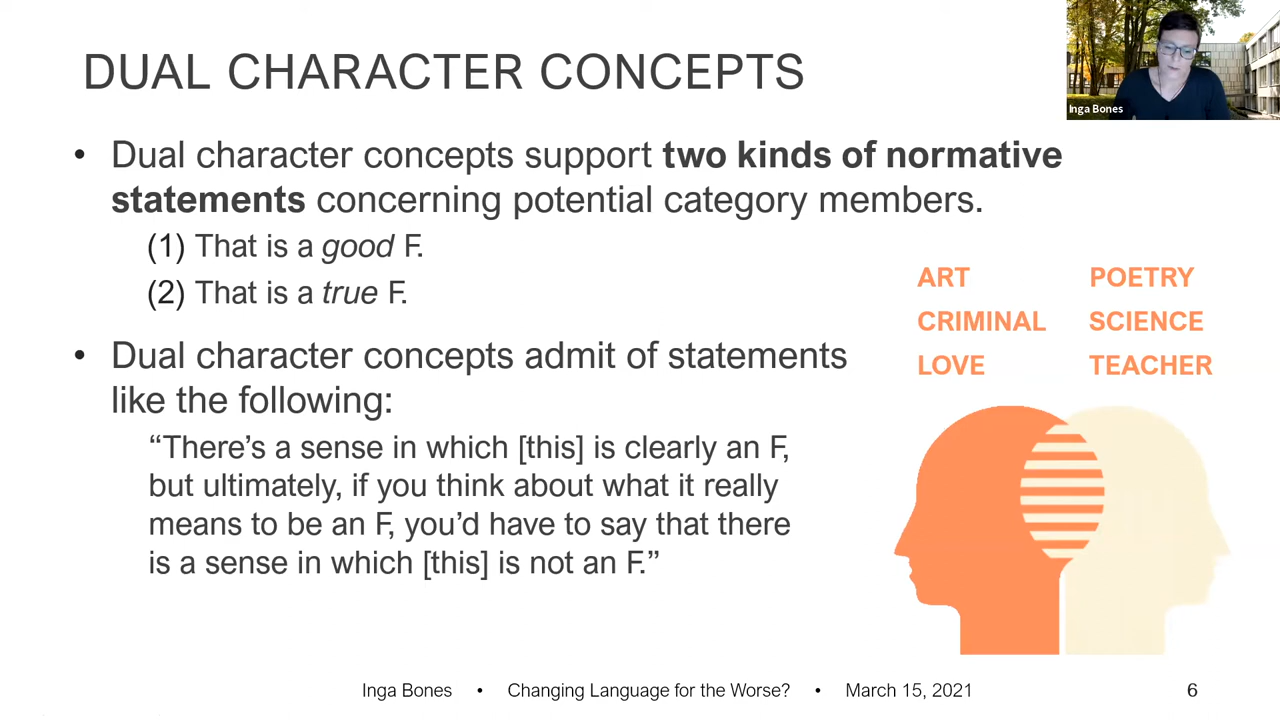 DUAL CHARACTER CONCEPTS
Inga Bones
• Dual character concepts support two kinds of normative
statements concerning potential category members.
(1) That is a good F.
(2) That is a true F.
ART POETRY
CRIMINAL SCIENCE
LOVE TEACHER
• Dual character concepts admit of statements
like the following:
“There’s a sense in which [this] is clearly an F,
but ultimately, if you think about what it really
means to be an F, you’d have to say that there
is a sense in which [this] is not an F.”
Inga Bones • Changing Language for the Worse? • March 15, 2021 6